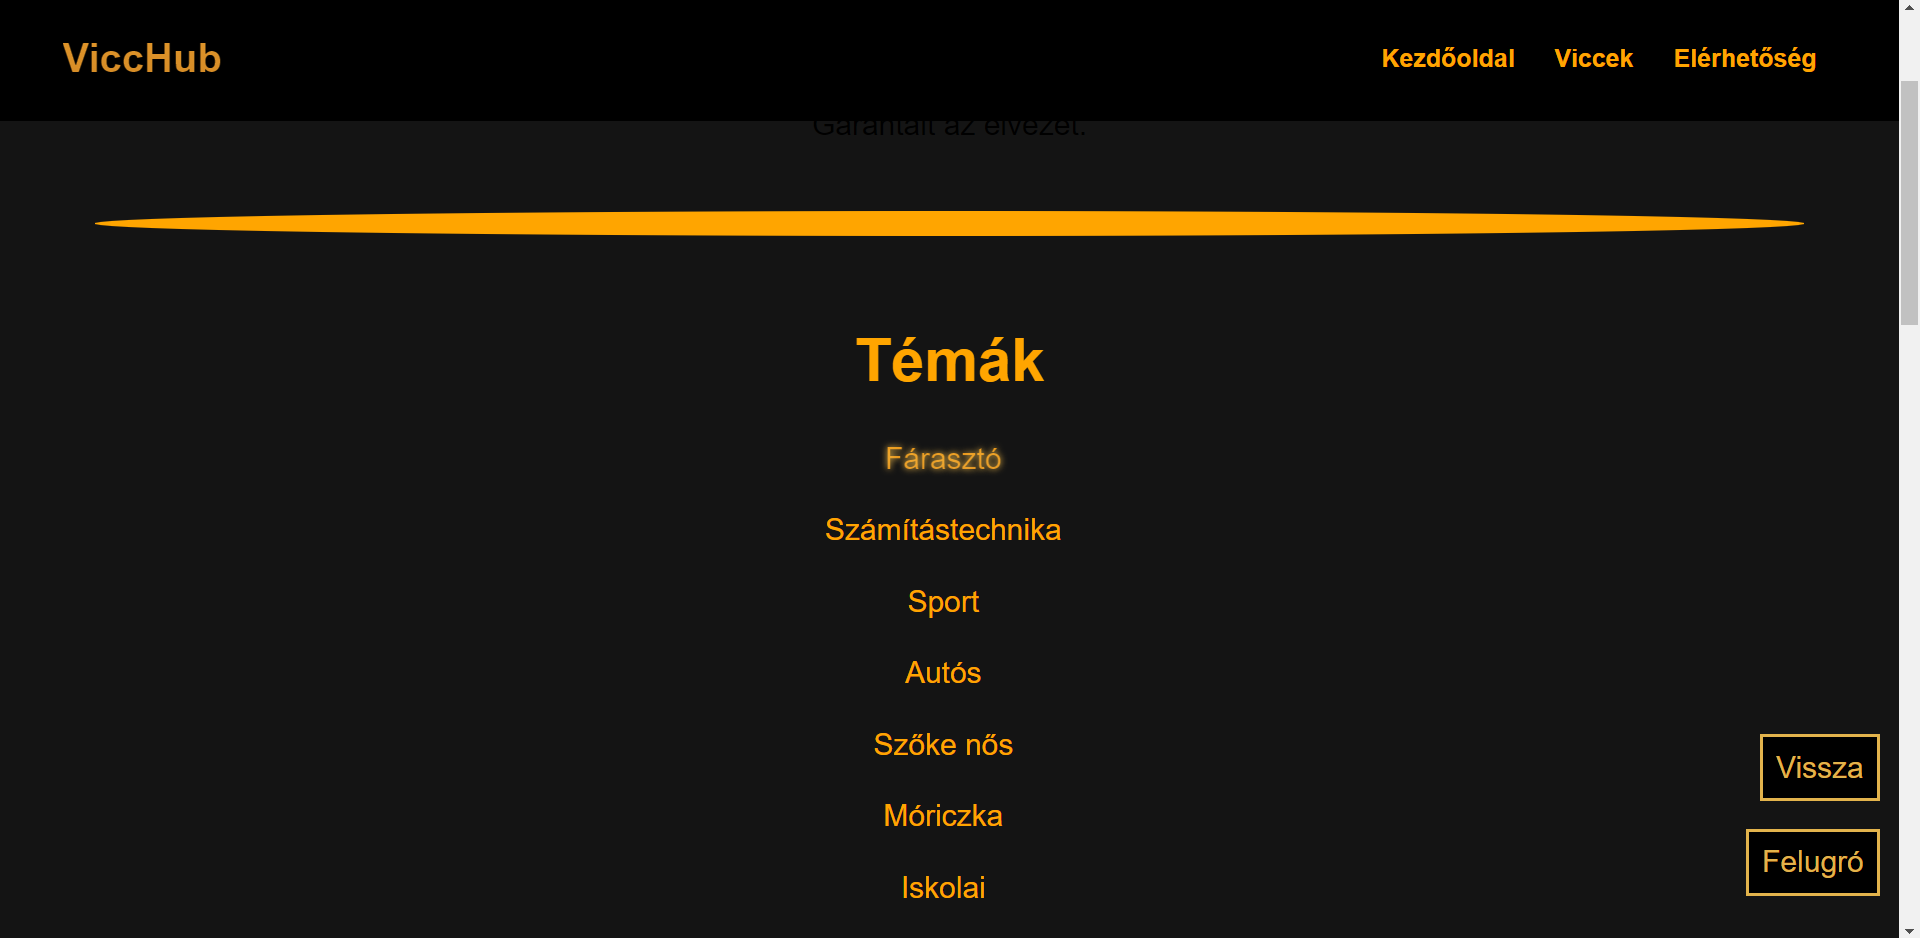 ViccHub
Kezdőoldal Viccek Elérhetőség
Garantált az élvezet.
Témák
Fárasztó
Számítástechnika
Sport
Autós
Szőke nős
Móriczka
Iskolai
Vissza
Felugró